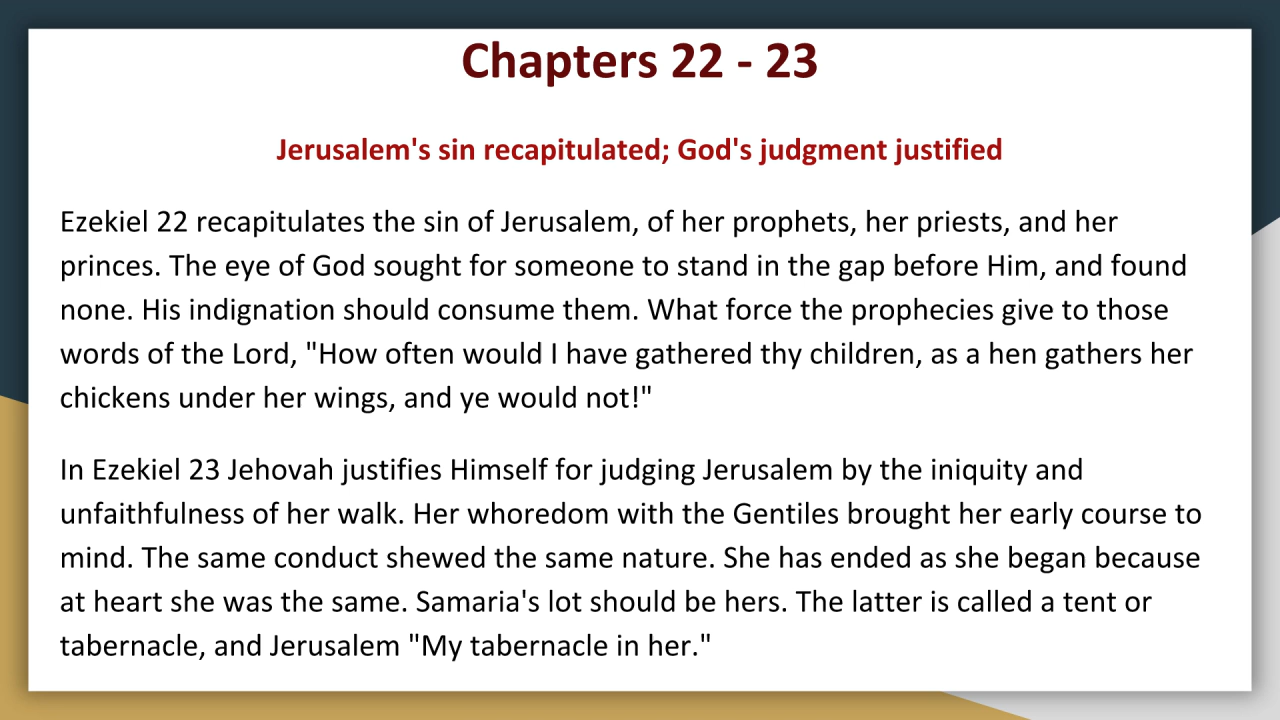 Chapters 22 - 23
Jerusalem's sin recapitulated; God's judgment justified
Ezekiel 22 recapitulates the sin of Jerusalem, of her prophets, her priests, and her
princes. The eye of God sought for someone to stand in the gap before Him, and found
none. His indignation should consume them. What force the prophecies give to those
words of the Lord, "How often would I have gathered thy children, as a hen gathers her
chickens under her wings, and ye would not!"
In Ezekiel 23 Jehovah justifies Himself for judging Jerusalem by the iniquity and
unfaithfulness of her walk. Her whoredom with the Gentiles brought her early course to
mind. The same conduct shewed the same nature. She has ended as she began because
at heart she was the same. Samaria's lot should be hers. The latter is called a tent or
tabernacle, and Jerusalem "My tabernacle in her."